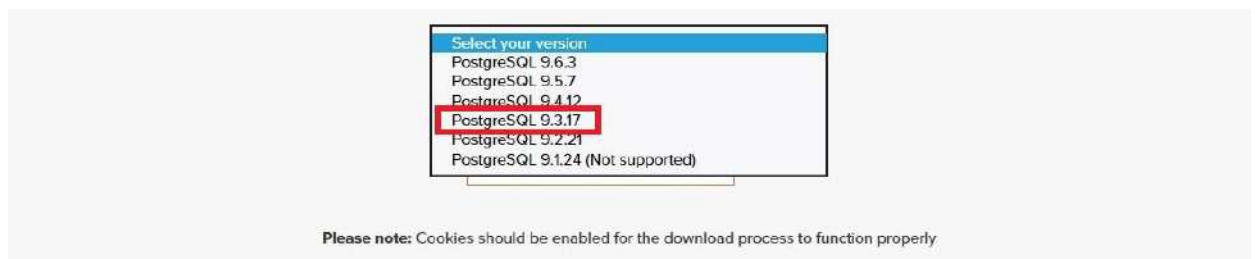 Select your version
PostgreSQL 9.6.3
PostgreSQL 9.5.7
PostgreSQL 9.4.12
PostgreSQL 9.3.17
PostgreSQL 9.2.21
PostgreSQL 9.1.24 (Not supported)
Please note: Cookies should be enabled for the download process to function properly